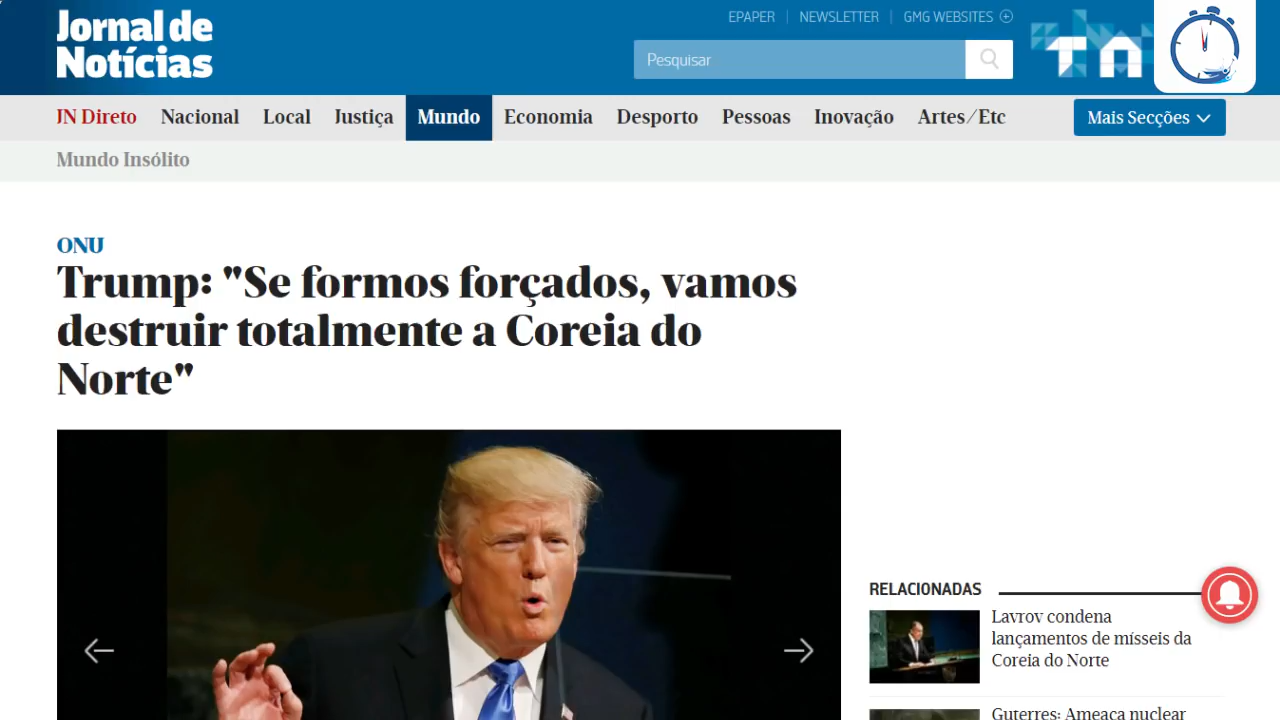 Jornal de
Notícias
EPAPER
NEWSLETTER
GMG WEBSITES
Pesquisar
JN Direto
Nacional
Local
Justiça
Mundo
Economia
Desporto
Pessoas
Inovação
Artes/Etc
Mais Secções
Mundo Insólito
ONU
Trump: "Se formos forçados, vamos
destruir totalmente a Coreia do
Norte"
RELACIONADAS
Lavrov condena
lançamentos de mísseis da
Coreia do Norte
Guterres: Ameaça nuclear